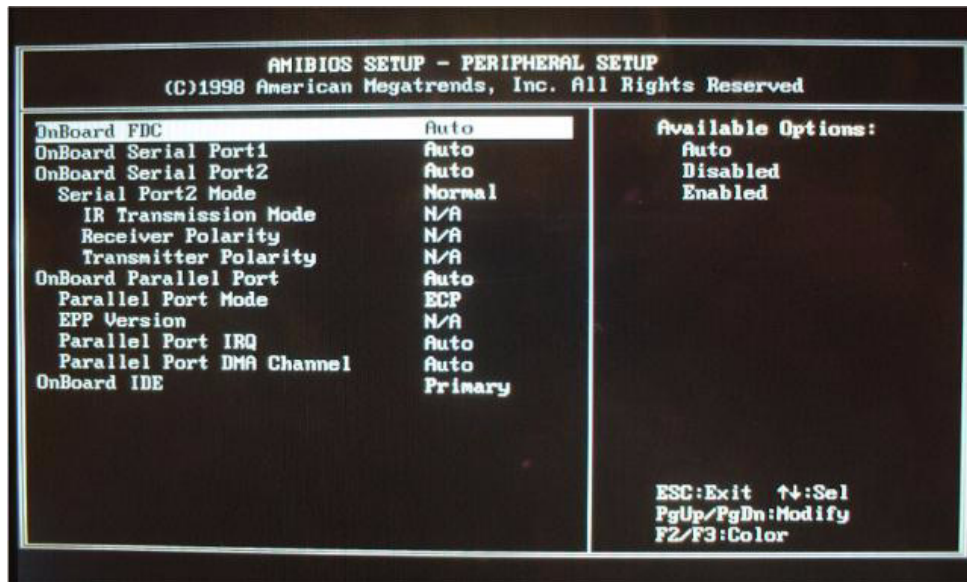 AMIBIOS SETUP - PERIPHERAL SETUP
(C)1998 American Megatrends, Inc. All Rights Reserved
OnBoard FDC Auto
OnBoard Serial Port1 Auto
OnBoard Serial Port2 Auto
Serial Port2 Mode Normal
IR Transmission Mode N/A
Receiver Polarity N/A
Transmitter Polarity N/A
OnBoard Parallel Port Auto
Parallel Port Mode ECP
EPP Version N/A
Parallel Port IRQ Auto
Parallel Port DMA Channel Auto
OnBoard IDE Primary
Available Options:
Auto
Disabled
Enabled
ESC:Exit ↑↓:Sel
PgUp/PgDn:Modify
F2/F3:Color